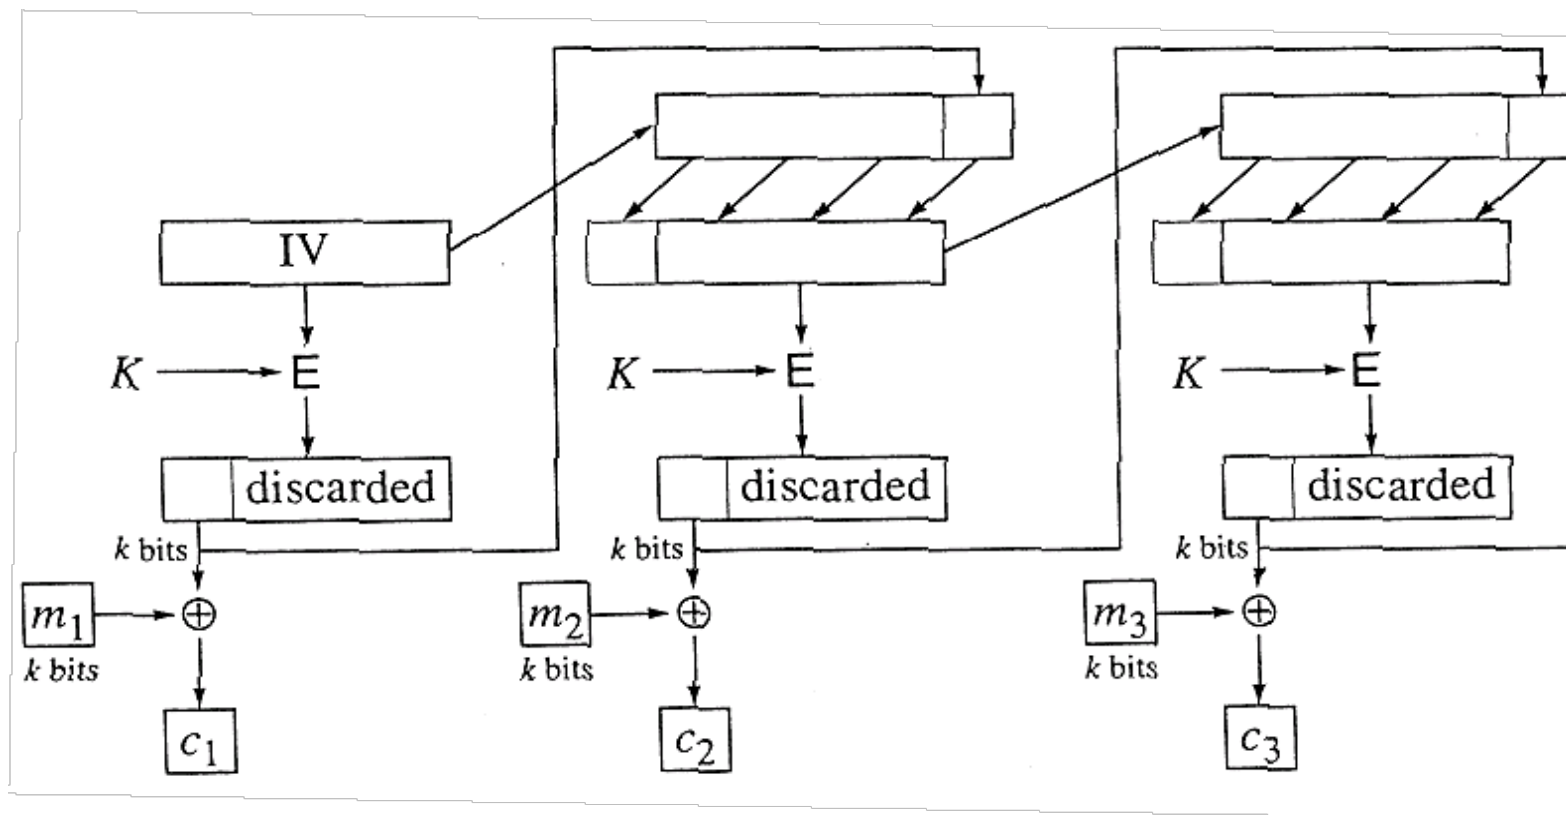 IV
K E K E K E
discarded discarded discarded
k bits k bits k bits
m1 ⊕ m2 ⊕ m3 ⊕
k bits k bits k bits
c1 c2 c3